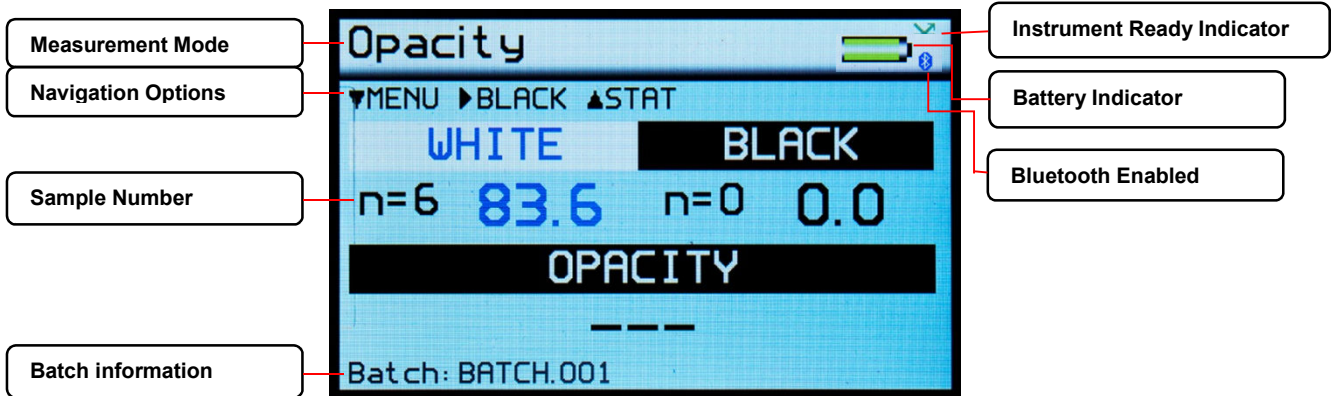 Measurement Mode
Navigation Options
Sample Number
Batch information
Opacity
▼MENU ▶BLACK ▲STAT
WHITE BLACK
n=6 83.6 n=0 0.0
OPACITY
---
Batch: BATCH.001
Instrument Ready Indicator
Battery Indicator
Bluetooth Enabled